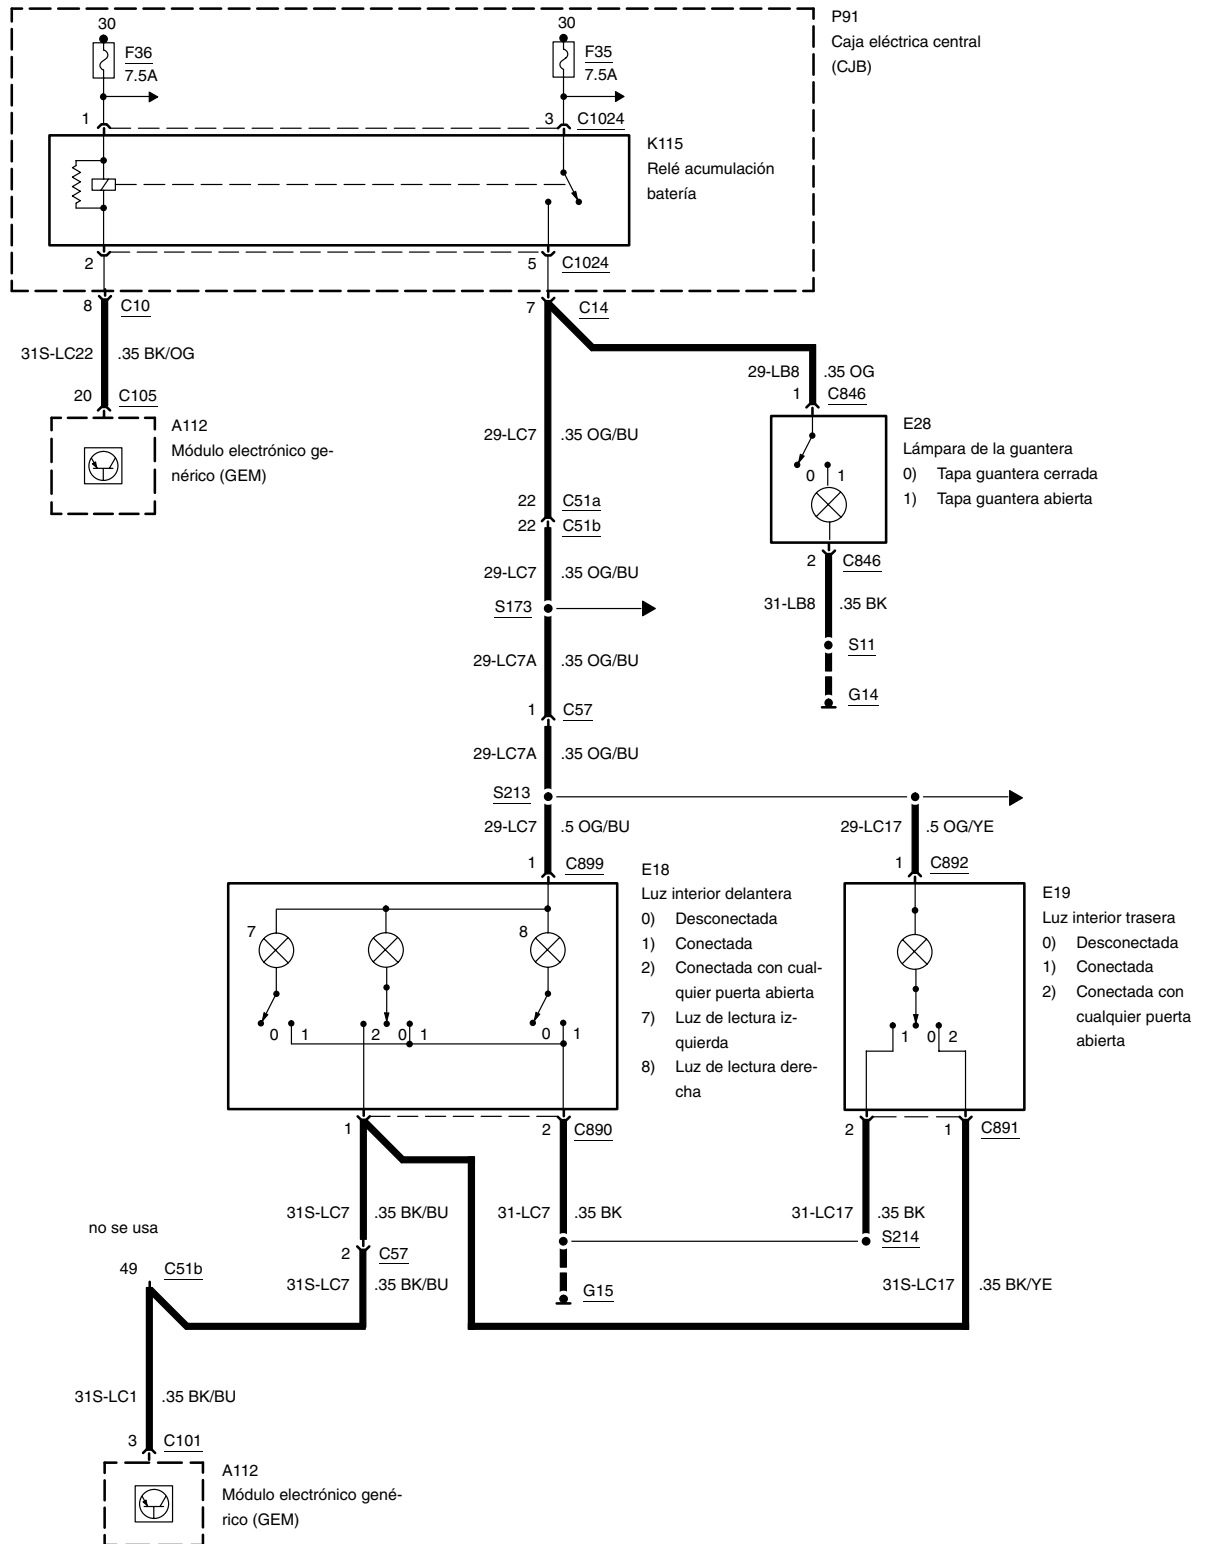 P91
Caja eléctrica central
(CJB)
30
F36
7.5A
30
F35
7.5A
1
3
C1024
K115
Relé acumulación
batería
2
5
C1024
8
C10
7
C14
31S-LC22
.35 BK/OG
20
C105
A112
Módulo electrónico ge-
nérico (GEM)
29-LB8
.35 OG
1
C846
E28
Lámpara de la guantera
0) Tapa guantera cerrada
1) Tapa guantera abierta
0
1
2
C846
31-LB8
.35 BK
S11
G14
29-LC7
.35 OG/BU
22
C51a
22
C51b
29-LC7
.35 OG/BU
S173
29-LC7A
.35 OG/BU
1
C57
29-LC7A
.35 OG/BU
S213
29-LC7
.5 OG/BU
29-LC17
.5 OG/YE
1
C899
1
C892
E18
Luz interior delantera
0) Desconectada
1) Conectada
2) Conectada con cual-
quier puerta abierta
7) Luz de lectura iz-
quierda
8) Luz de lectura dere-
cha
7
8
0
1
2
0
1
0
1
E19
Luz interior trasera
0) Desconectada
1) Conectada
2) Conectada con
cualquier puerta
abierta
1
0
2
1
2
C890
2
1
C891
31S-LC7
.35 BK/BU
31-LC7
.35 BK
31-LC17
.35 BK
S214
no se usa
2
C57
49
C51b
31S-LC7
.35 BK/BU
G15
31S-LC17
.35 BK/YE
31S-LC1
.35 BK/BU
3
C101
A112
Módulo electrónico gené-
rico (GEM)